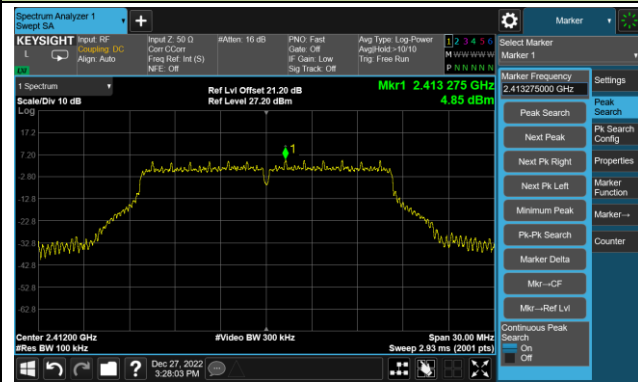 Spectrum Analyzer 1
Swept SA
Marker
KEYSIGHT
L
Input: RF
Coupling: DC
Align: Auto
Input Z: 50 Ω
Corr CCorr
Freq Ref: Int (S)
NFE: Off
#Atten: 16 dB
PNO: Fast
Gate: Off
IF Gain: Low
Sig Track: Off
Avg Type: Log-Power
Avg|Hold:>10/10
Trig: Free Run
1 2 3 4 5 6
M W W W W W
P N N N N N
Select Marker
Marker 1
1 Spectrum
Scale/Div 10 dB
Log
Ref Lvl Offset 21.20 dB
Ref Level 27.20 dBm
Mkr1 2.413 275 GHz
4.85 dBm
17.2
7.20
-2.80
-12.8
-22.8
-32.8
-42.8
-52.8
-62.8
1
Center 2.41200 GHz
#Res BW 100 kHz
#Video BW 300 kHz
Span 30.00 MHz
Sweep 2.93 ms (2001 pts)
Marker Frequency
2.413275000 GHz
Peak Search
Next Peak
Next Pk Right
Next Pk Left
Minimum Peak
Pk-Pk Search
Marker Delta
Mkr→CF
Mkr→Ref Lvl
Continuous Peak
Search
On
Off
Settings
Peak
Search
Pk Search
Config
Properties
Marker
Function
Marker→
Counter
Dec 27, 2022
3:28:03 PM